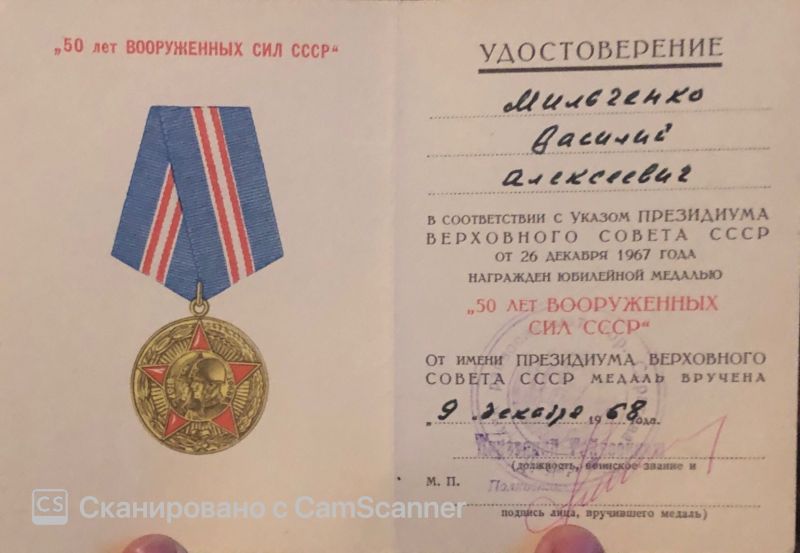 „50 лет ВООРУЖЕННЫХ СИЛ СССР“
УДОСТОВЕРЕНИЕ
Мильченко
Василий
Алексеевич
В СООТВЕТСТВИИ С УКАЗОМ ПРЕЗИДИУМА
ВЕРХОВНОГО СОВЕТА СССР
ОТ 26 ДЕКАБРЯ 1967 ГОДА
НАГРАЖДЕН ЮБИЛЕЙНОЙ МЕДАЛЬЮ
„50 ЛЕТ ВООРУЖЕННЫХ
СИЛ СССР“
ОТ ИМЕНИ ПРЕЗИДИУМА ВЕРХОВНОГО
СОВЕТА СССР МЕДАЛЬ ВРУЧЕНА
„9 декабря 1968 года.
(должность, воинское звание и
М. П.
подпись лица, вручившего медаль)
CS Сканировано с CamScanner